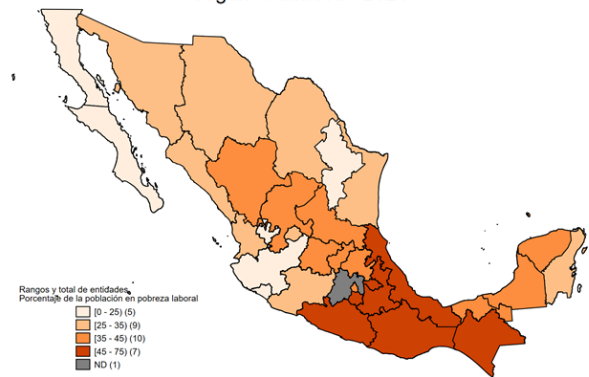 Rangos y total de entidades
Porcentaje de la población en pobreza laboral
[0 - 25) (5)
[25 - 35) (9)
[35 - 45) (10)
[45 - 75) (7)
ND (1)